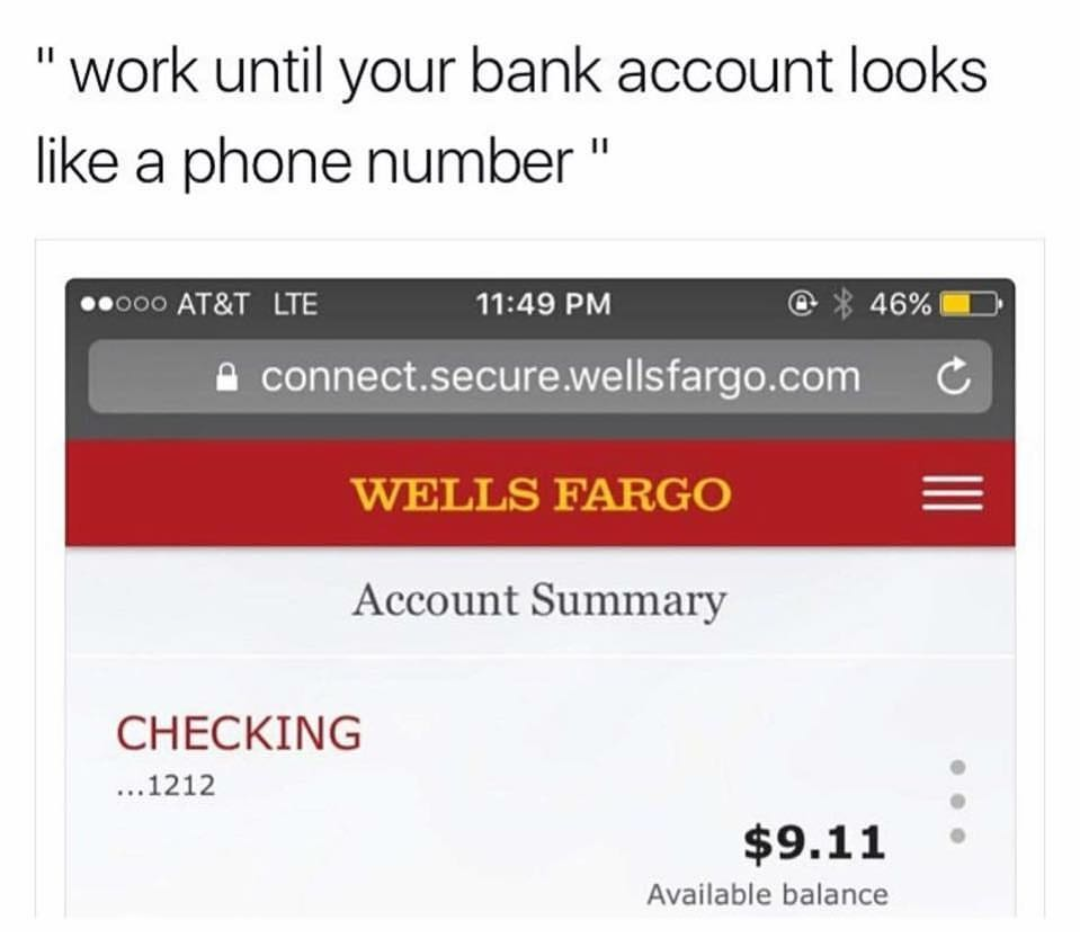 " work until your bank account looks
like a phone number "
AT&T LTE 11:49 PM 46%
connect.secure.wellsfargo.com
WELLS FARGO
Account Summary
CHECKING
...1212
$9.11
Available balance